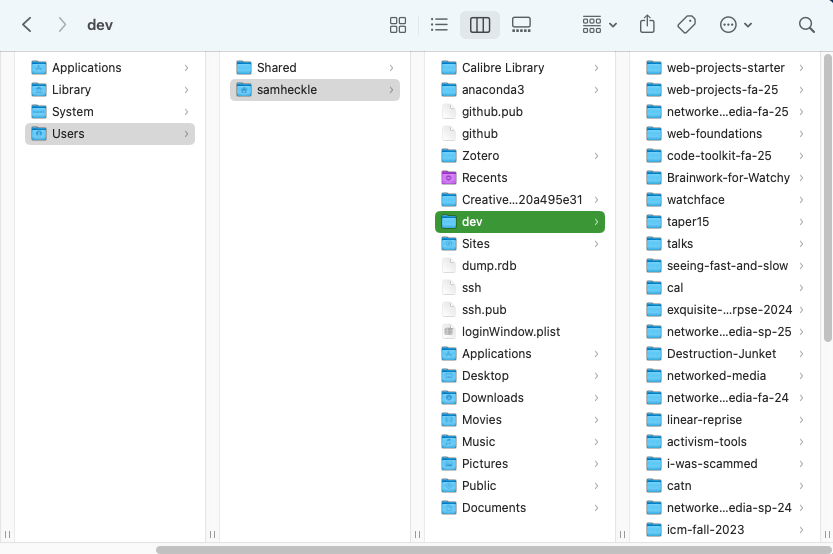 dev
Applications
Library
System
Users
Shared
samheckle
Calibre Library
anaconda3
github.pub
github
Zotero
Recents
Creative...20a495e31
dev
Sites
dump.rdb
ssh
ssh.pub
loginWindow.plist
Applications
Desktop
Downloads
Movies
Music
Pictures
Public
Documents
web-projects-starter
web-projects-fa-25
networke...edia-fa-25
web-foundations
code-toolkit-fa-25
Brainwork-for-Watchy
watchface
taper15
talks
seeing-fast-and-slow
cal
exquisite-...rpse-2024
networke...edia-sp-25
Destruction-Junket
networked-media
networke...edia-fa-24
linear-reprise
activism-tools
i-was-scammed
catn
networke...edia-sp-24
icm-fall-2023